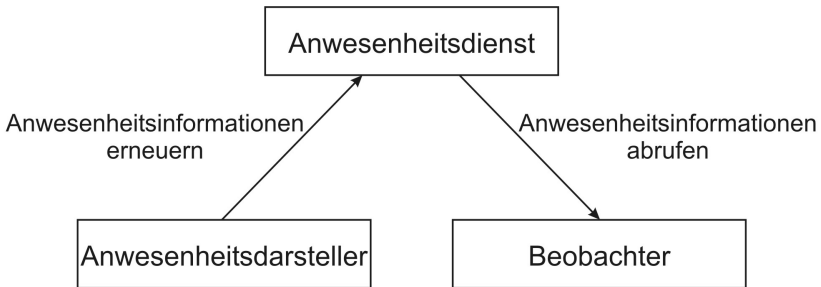 Anwesenheitsdienst
Anwesenheitsinformationen
erneuern
Anwesenheitsinformationen
abrufen
Anwesenheitsdarsteller
Beobachter